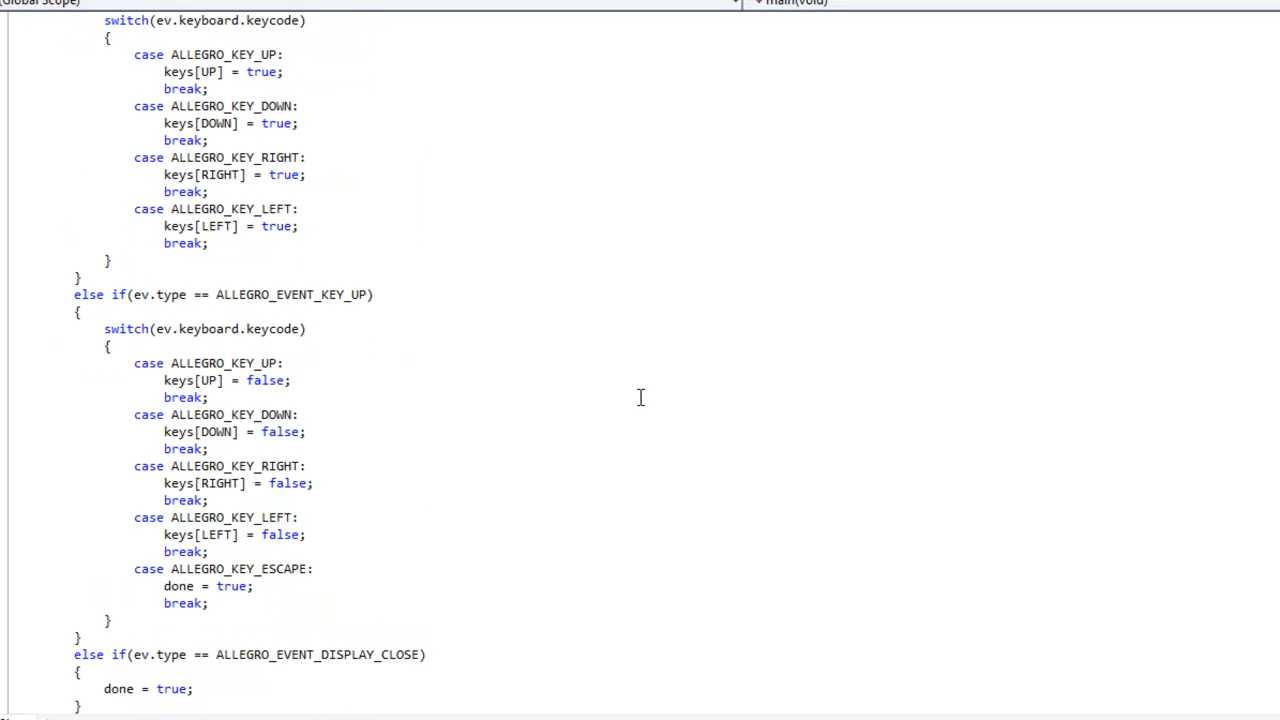 (Global Scope)
main(void)
switch(ev.keyboard.keycode)
{
case ALLEGRO_KEY_UP:
keys[UP] = true;
break;
case ALLEGRO_KEY_DOWN:
keys[DOWN] = true;
break;
case ALLEGRO_KEY_RIGHT:
keys[RIGHT] = true;
break;
case ALLEGRO_KEY_LEFT:
keys[LEFT] = true;
break;
}
}
else if(ev.type == ALLEGRO_EVENT_KEY_UP)
{
switch(ev.keyboard.keycode)
{
case ALLEGRO_KEY_UP:
keys[UP] = false;
break;
case ALLEGRO_KEY_DOWN:
keys[DOWN] = false;
break;
case ALLEGRO_KEY_RIGHT:
keys[RIGHT] = false;
break;
case ALLEGRO_KEY_LEFT:
keys[LEFT] = false;
break;
case ALLEGRO_KEY_ESCAPE:
done = true;
break;
}
}
else if(ev.type == ALLEGRO_EVENT_DISPLAY_CLOSE)
{
done = true;
}